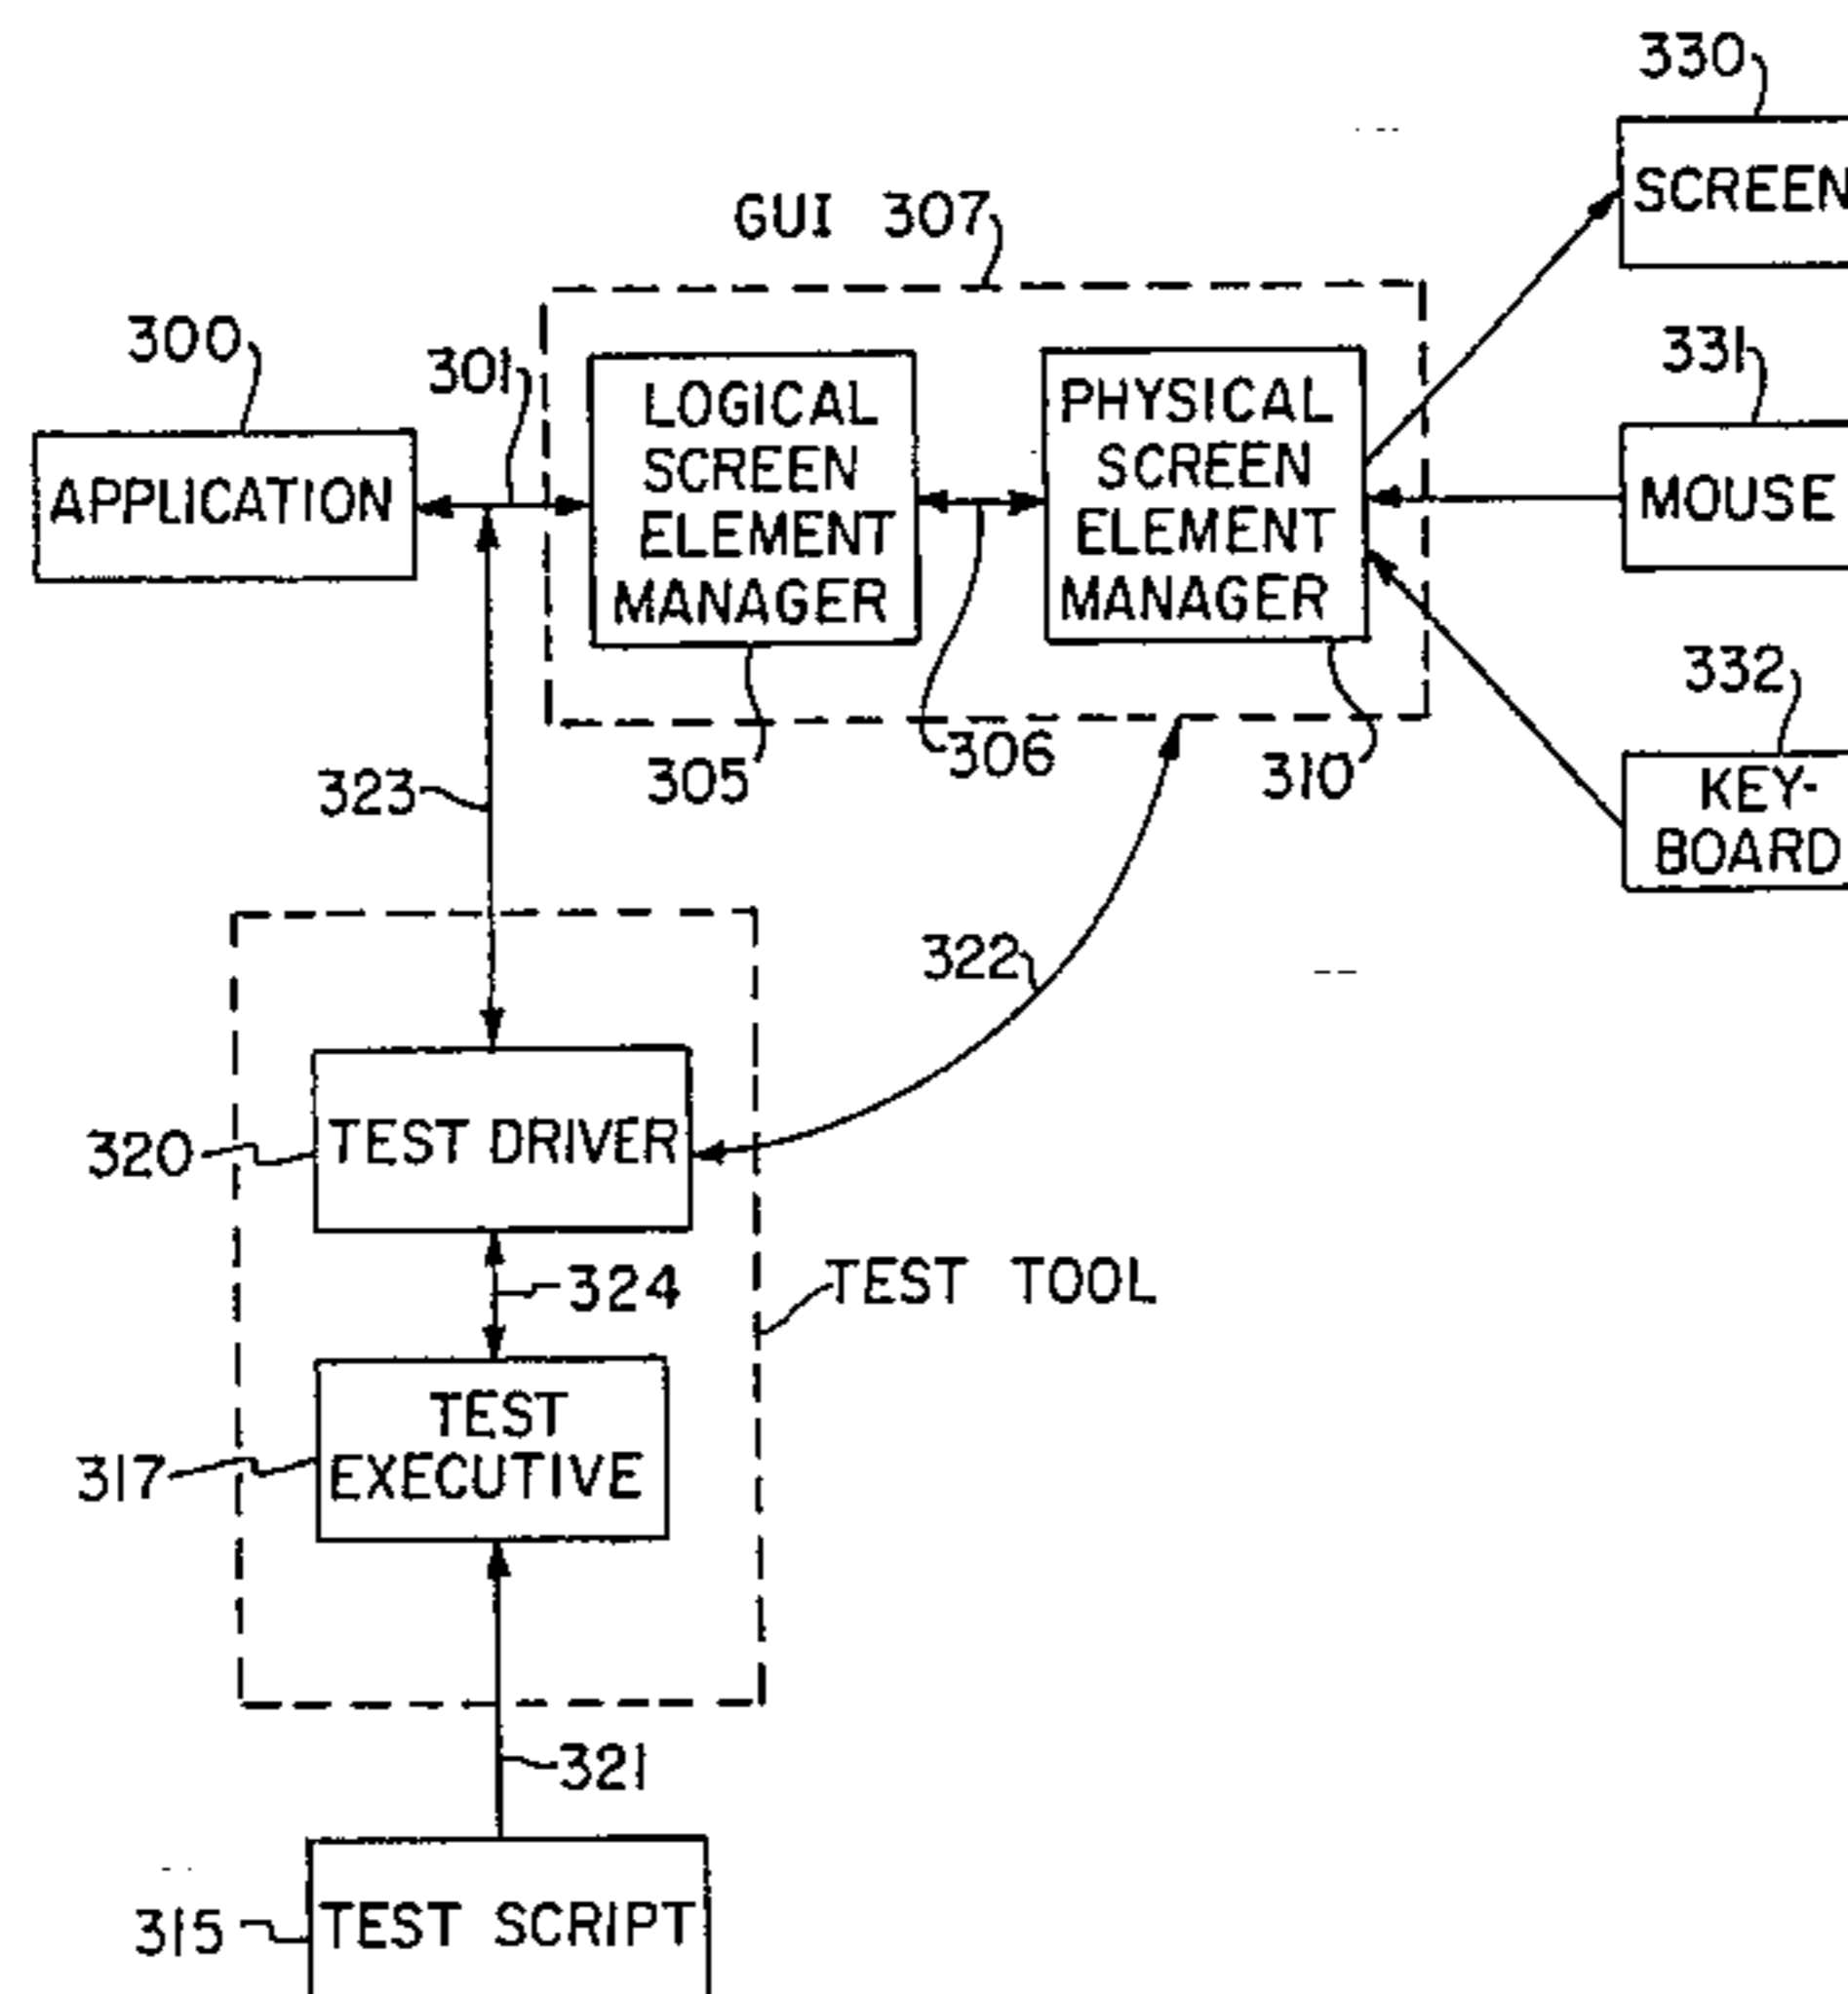 330
SCREEN
GUI 307
300
301
331
LOGICAL
SCREEN
ELEMENT
MANAGER
PHYSICAL
SCREEN
ELEMENT
MANAGER
APPLICATION
MOUSE
332
306
305
310
323
KEY-
BOARD
322
TEST DRIVER
320
324
TEST TOOL
TEST
EXECUTIVE
317
321
315
TEST SCRIPT